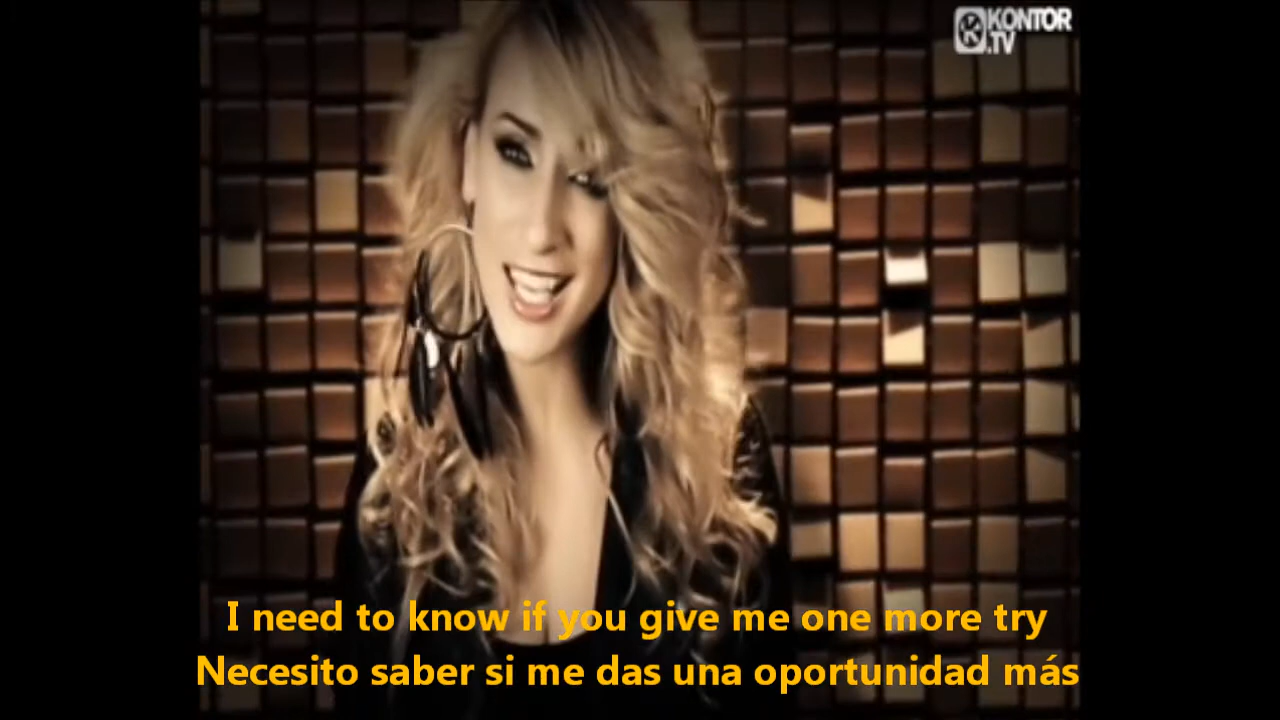 KONTOR
.TV
I need to know if you give me one more try
Necesito saber si me das una oportunidad más